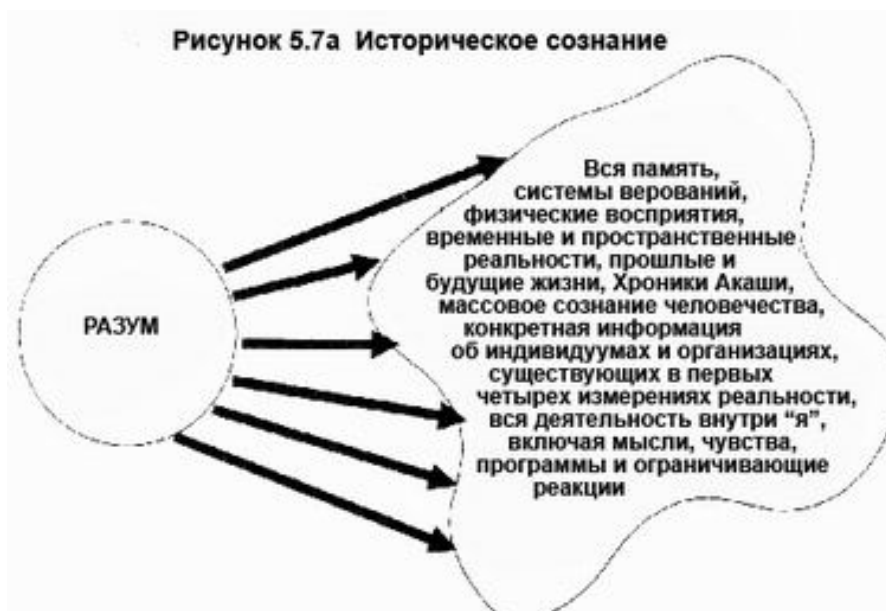 Рисунок 5.7а Историческое сознание
РАЗУМ
Вся память,
системы верований,
физические восприятия,
временные и пространственные
реальности, прошлые и
будущие жизни, Хроники Акаши,
массовое сознание человечества,
конкретная информация
об индивидуумах и организациях,
существующих в первых
четырех измерениях реальности,
вся деятельность внутри “я”,
включая мысли, чувства,
программы и ограничивающие
реакции